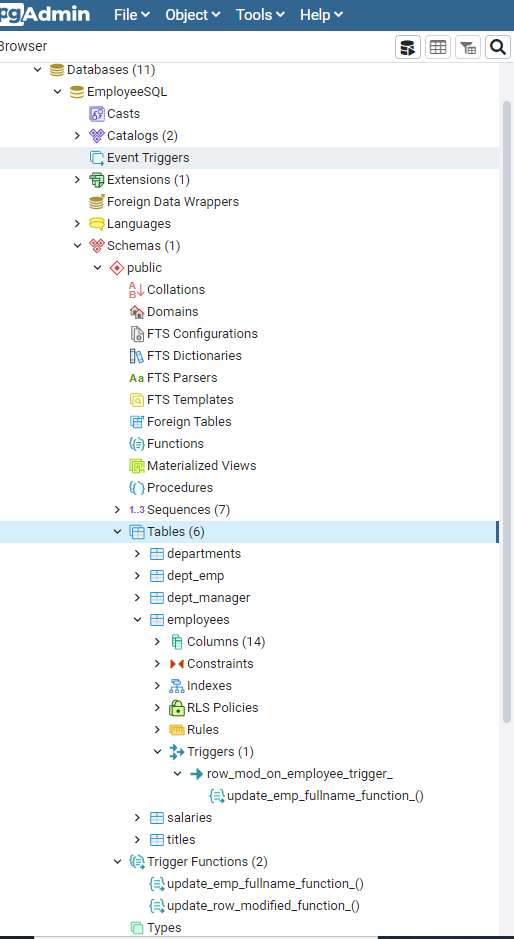 pgAdmin File Object Tools Help
Browser
Databases (11)
EmployeeSQL
Casts
Catalogs (2)
Event Triggers
Extensions (1)
Foreign Data Wrappers
Languages
Schemas (1)
public
Collations
Domains
FTS Configurations
FTS Dictionaries
Aa FTS Parsers
FTS Templates
Foreign Tables
Functions
Materialized Views
Procedures
1..3 Sequences (7)
Tables (6)
departments
dept_emp
dept_manager
employees
Columns (14)
Constraints
Indexes
RLS Policies
Rules
Triggers (1)
row_mod_on_employee_trigger_
update_emp_fullname_function_()
salaries
titles
Trigger Functions (2)
update_emp_fullname_function_()
update_row_modified_function_()
Types